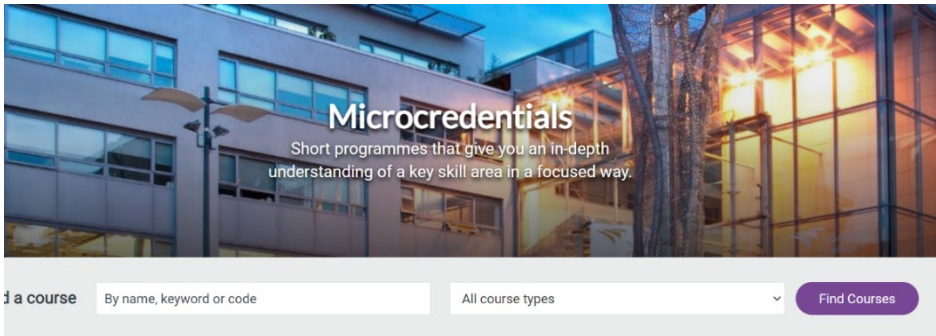 Microcredentials
Short programmes that give you an in-depth
understanding of a key skill area in a focused way.
d a course By name, keyword or code All course types Find Courses